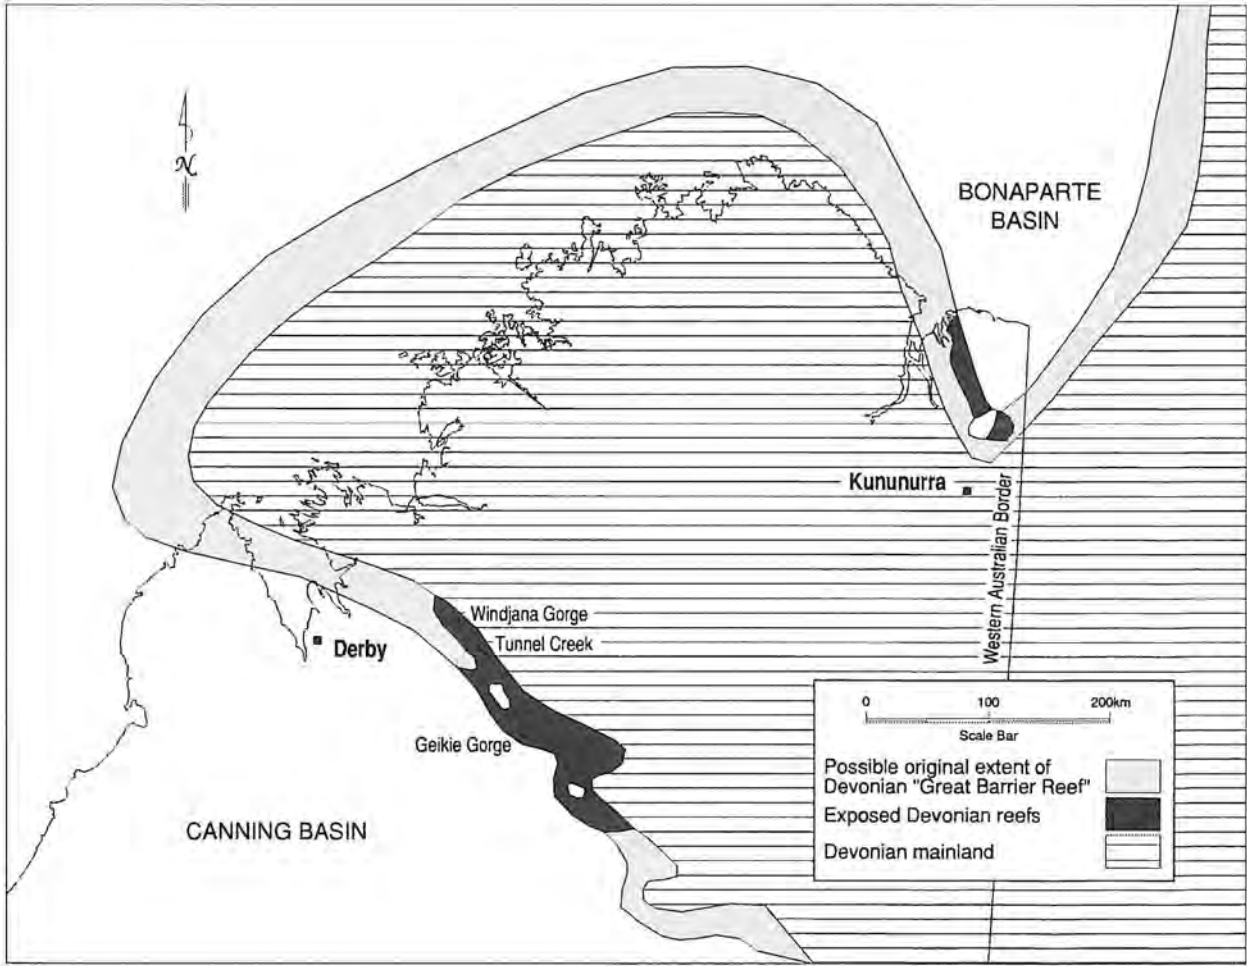 N
BONAPARTE
BASIN
Kununurra
Western Australian Border
Windjana Gorge
Tunnel Creek
Derby
Geikie Gorge
CANNING BASIN
0 100 200km
Scale Bar
Possible original extent of
Devonian "Great Barrier Reef"
Exposed Devonian reefs
Devonian mainland